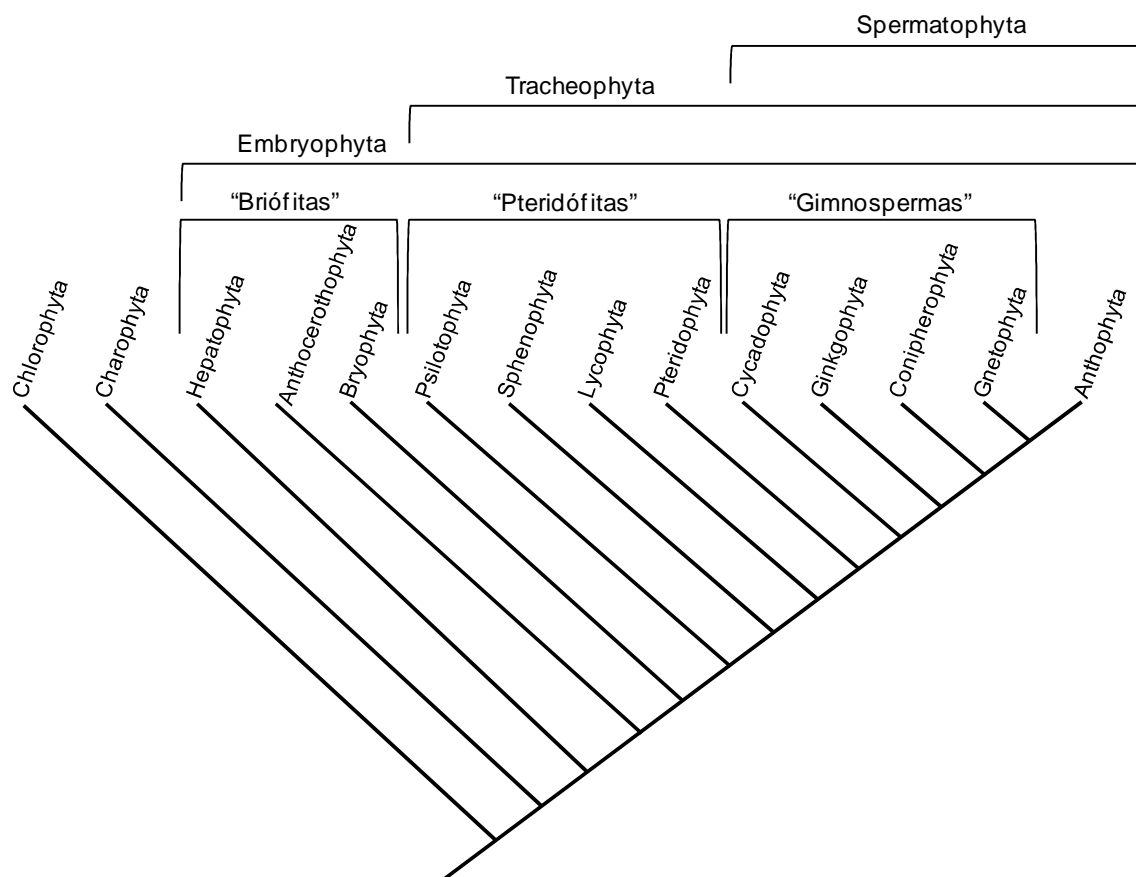 Spermatophyta
Tracheophyta
Embryophyta
“Briófitas”
“Pteridófitas”
“Gimnospermas”
Chlorophyta
Charophyta
Hepatophyta
Anthocerothophyta
Bryophyta
Psilotophyta
Sphenophyta
Lycophyta
Pteridophyta
Cycadophyta
Ginkgophyta
Conipherophyta
Gnetophyta
Anthophyta